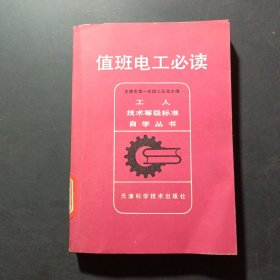 值班电工必读
天津市第一机械工业局主编
工人
技术等级标准
自学丛书
天津科学技术出版社